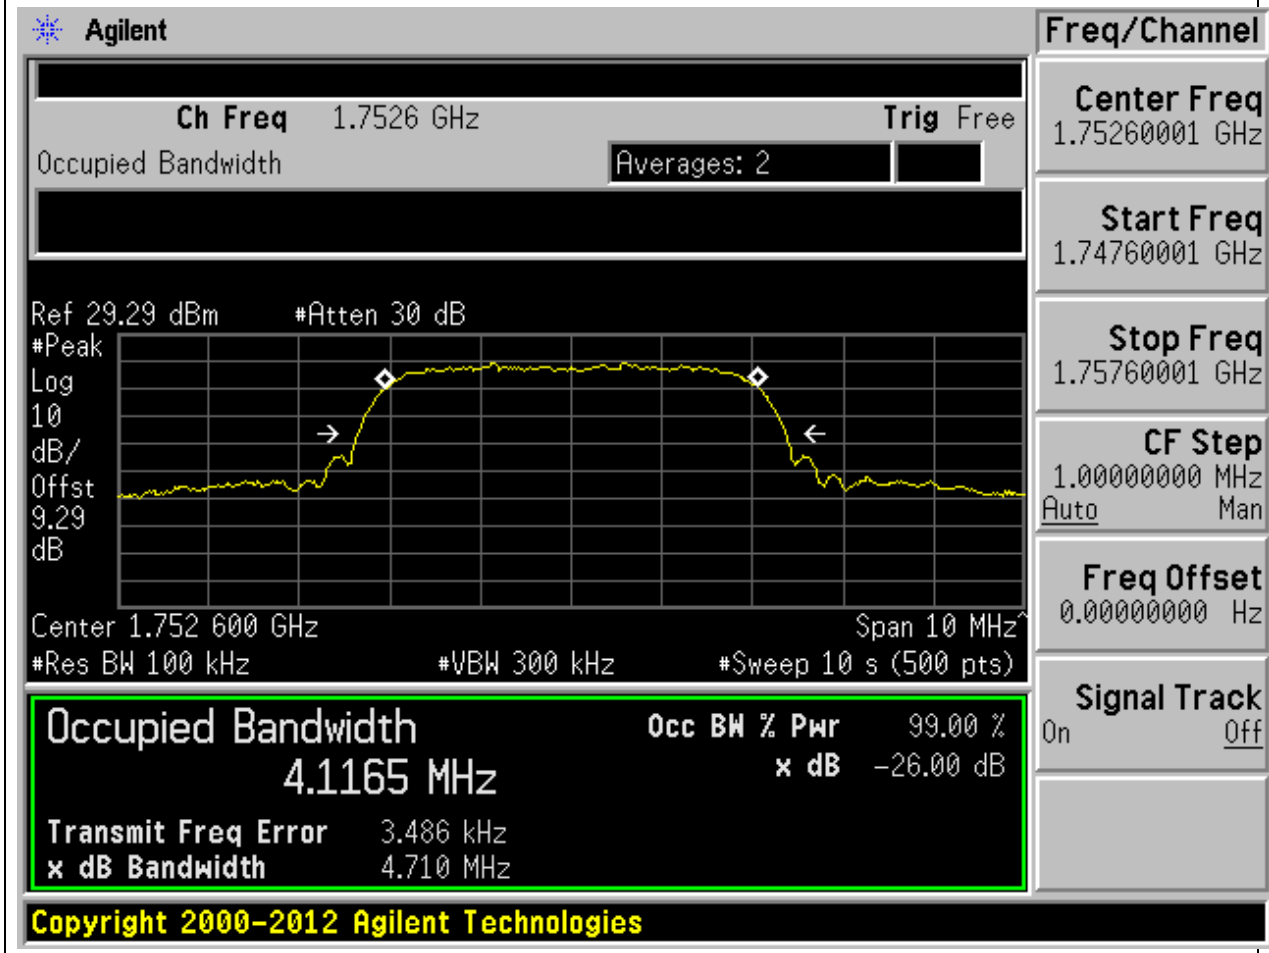 Agilent
Freq/Channel
Ch Freq 1.7526 GHz Trig Free
Occupied Bandwidth Averages: 2
Ref 29.29 dBm #Atten 30 dB
#Peak
Log
10
dB/
Offst
9.29
dB
Center 1.752 600 GHz Span 10 MHz^
#Res BW 100 kHz #VBW 300 kHz #Sweep 10 s (500 pts)
Occupied Bandwidth
4.1165 MHz
Occ BW % Pwr 99.00 %
x dB -26.00 dB
Transmit Freq Error 3.486 kHz
x dB Bandwidth 4.710 MHz
Copyright 2000-2012 Agilent Technologies
Center Freq
1.75260001 GHz
Start Freq
1.74760001 GHz
Stop Freq
1.75760001 GHz
CF Step
1.00000000 MHz
Auto Man
Freq Offset
0.00000000 Hz
Signal Track
On Off